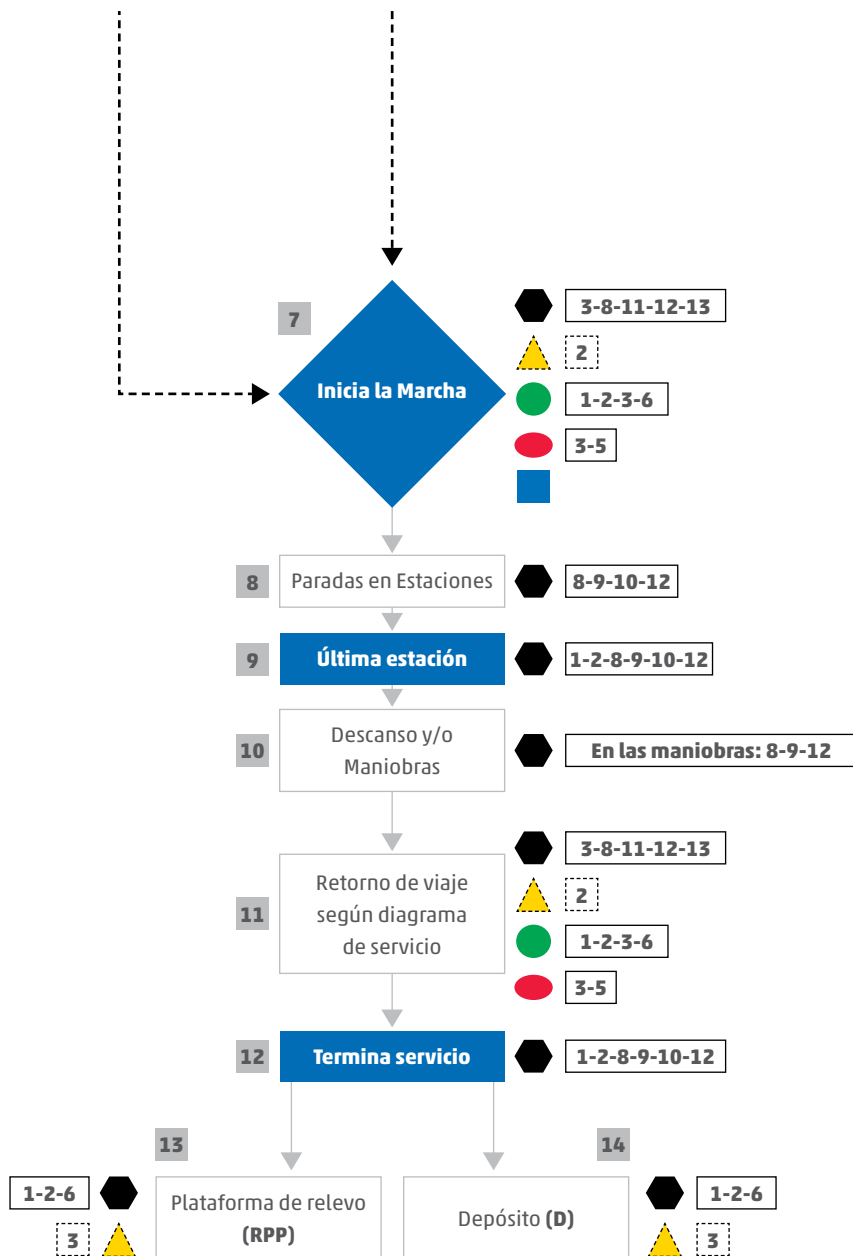 7
Inicia la Marcha
3-8-11-12-13
2
1-2-3-6
3-5
8
Paradas en Estaciones
8-9-10-12
9
Última estación
1-2-8-9-10-12
10
Descanso y/o
Maniobras
En las maniobras: 8-9-12
11
Retorno de viaje
según diagrama
de servicio
3-8-11-12-13
2
1-2-3-6
3-5
12
Termina servicio
1-2-8-9-10-12
13
1-2-6
3
Plataforma de relevo
(RPP)
14
Depósito (D)
1-2-6
3